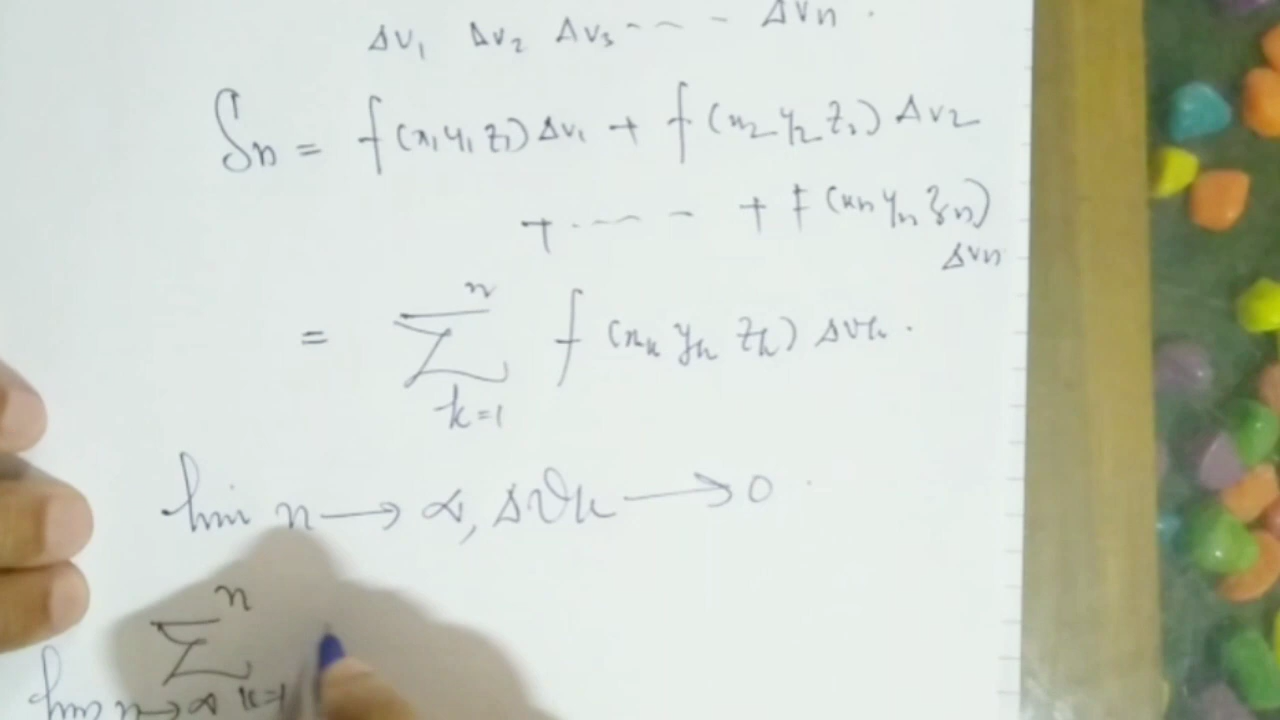 Δv₁ Δv₂ Δv₃ ---- Δvₙ .
Sₙ = f(x₁ y₁ z₁) Δv₁ + f(x₂ y₂ z₂) Δv₂
+ ---- + f(xₙ yₙ zₙ)
Δvₙ
n
= Σ f (xₖ yₖ zₖ) Δvₖ .
k=1
lim n → ∞, Δvₖ → 0 .
n
Σ
lim n→∞ k=1